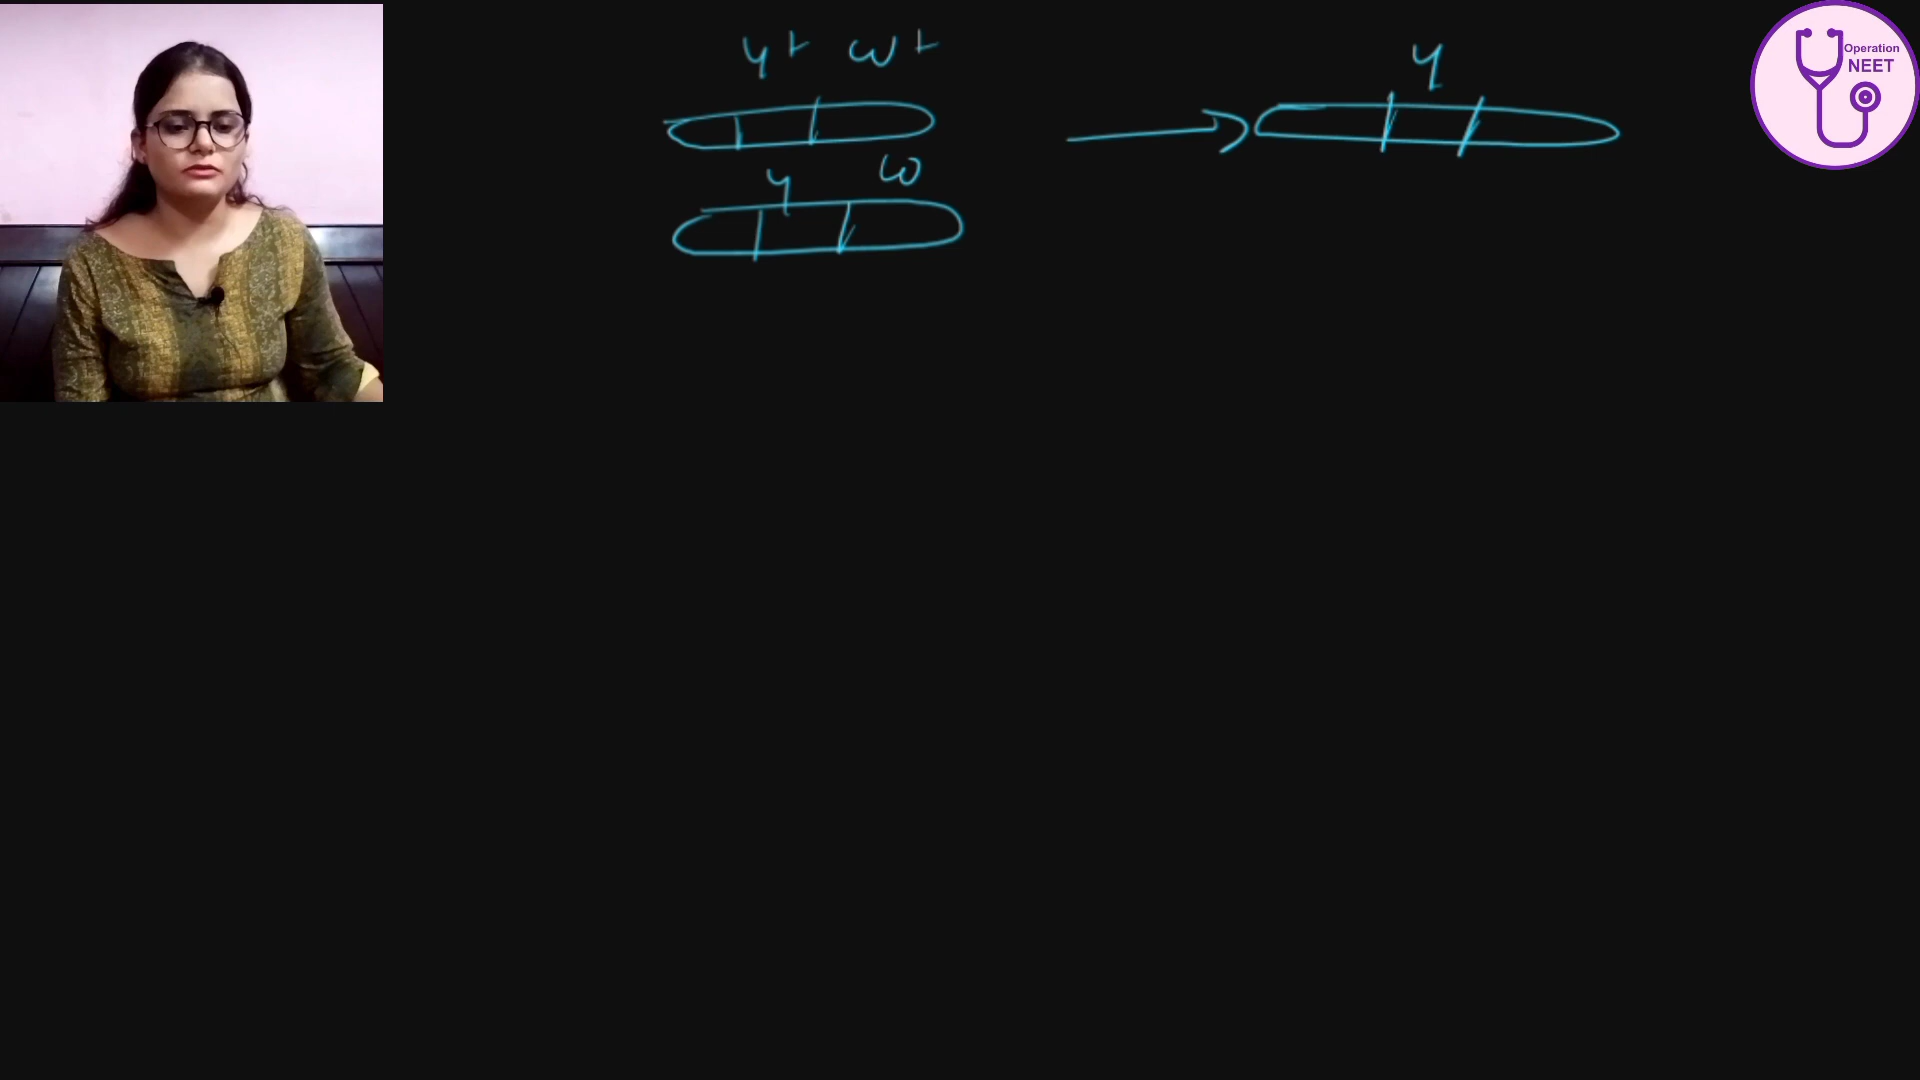 y+ w+
y
y w
Operation
NEET